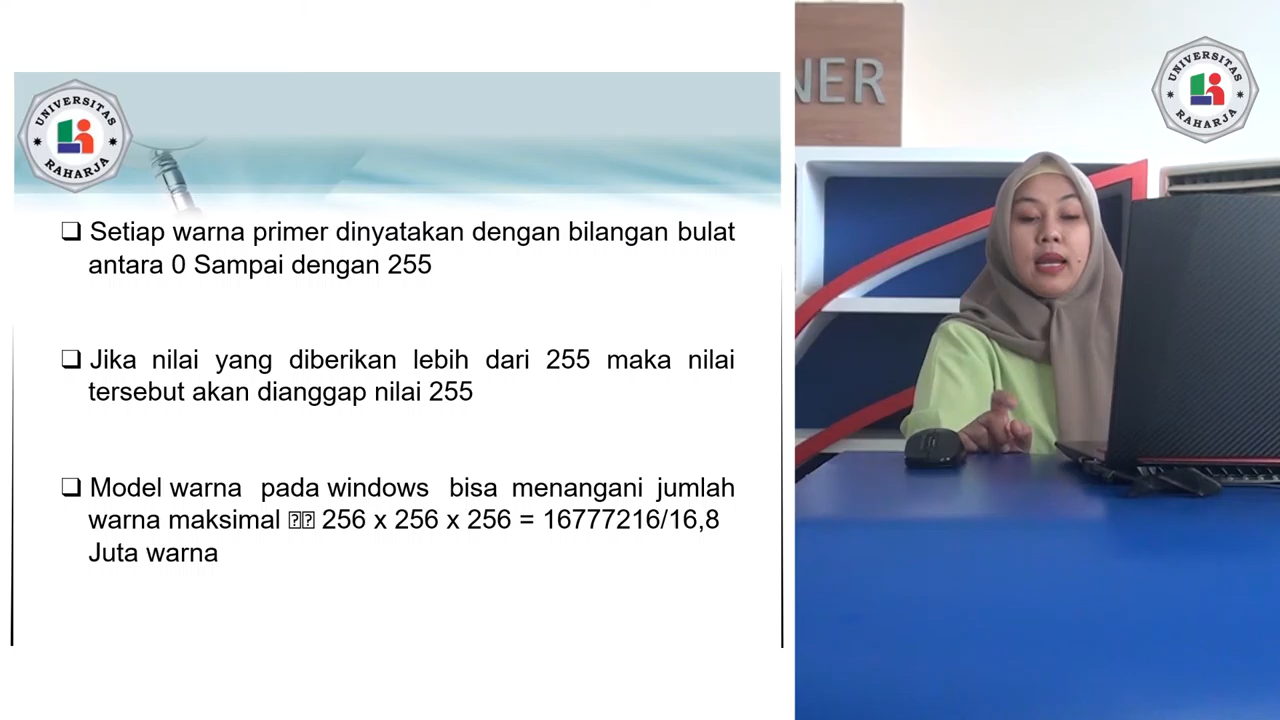 UNIVERSITAS
RAHARJA
❑ Setiap warna primer dinyatakan dengan bilangan bulat
antara 0 Sampai dengan 255
❑ Jika nilai yang diberikan lebih dari 255 maka nilai
tersebut akan dianggap nilai 255
❑ Model warna pada windows bisa menangani jumlah
warna maksimal ⍰⍰ 256 x 256 x 256 = 16777216/16,8
Juta warna
NER
UNIVERSITAS
RAHARJA